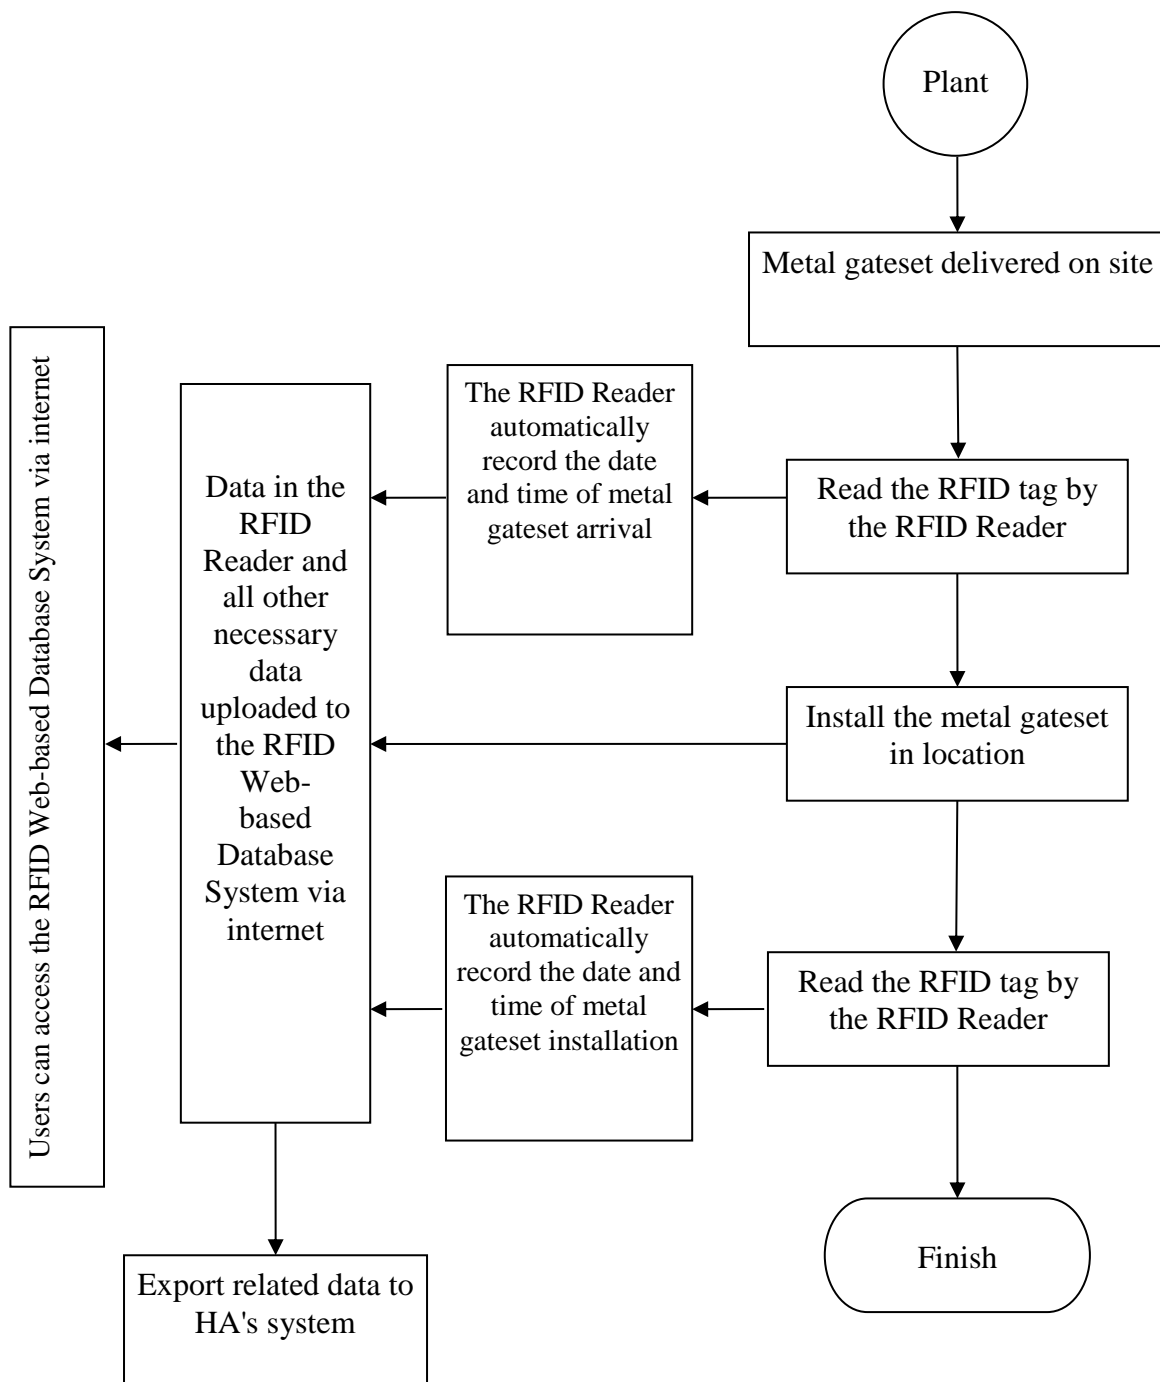 Plant
Metal gateset delivered on site
Users can access the RFID Web-based Database System via internet
Data in the
RFID
Reader and
all other
necessary
data
uploaded to
the RFID
Web-
based
Database
System via
internet
The RFID Reader
automatically
record the date
and time of metal
gateset arrival
Read the RFID tag by
the RFID Reader
Install the metal gateset
in location
The RFID Reader
automatically
record the date and
time of metal
gateset installation
Read the RFID tag by
the RFID Reader
Finish
Export related data to
HA's system